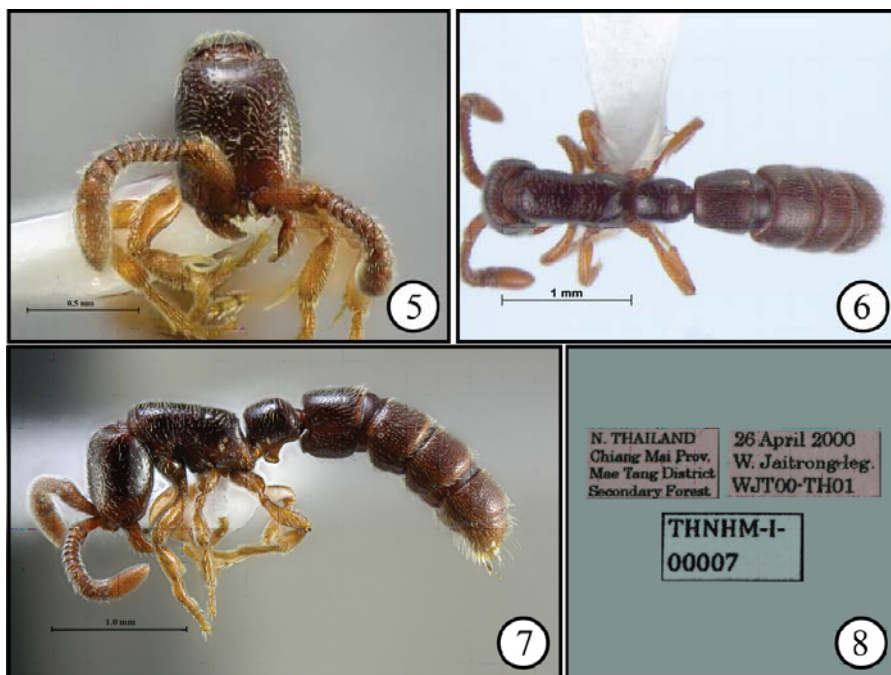 0.5 mm
5
1 mm
6
1.0 mm
7
N. THAILAND
Chiang Mai Prov.
Mae Tang District
Secondary Forest
26 April 2000
W. Jaitrong leg.
WJT00-TH01
THNHM-I-
00007
8